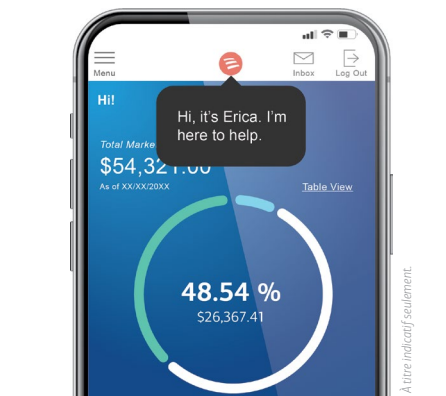 Menu
Inbox
Log Out
Hi!
Hi, it's Erica. I'm
here to help.
Total Marke
$54,321.00
As of XX/XX/20XX
Table View
48.54 %
$26,367.41
À titre indicatif seulement.